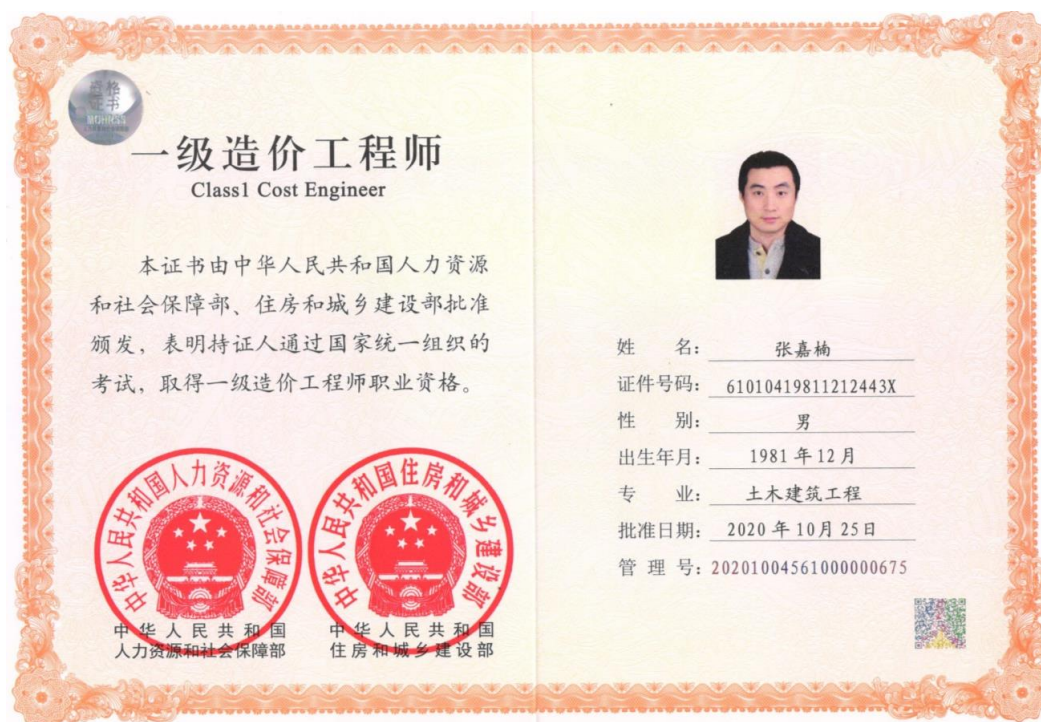 资格
证书
一级造价工程师
Class1 Cost Engineer
本证书由中华人民共和国人力资源
和社会保障部、住房和城乡建设部批准
颁发，表明持证人通过国家统一组织的
考试，取得一级造价工程师职业资格。
中华人民共和国人力资源和社会保障部
中华人民共和国住房和城乡建设部
中华人民共和国
人力资源和社会保障部
中华人民共和国
住房和城乡建设部
姓 名：张嘉楠
证件号码：61010419811212443X
性 别：男
出生年月：1981年12月
专 业：土木建筑工程
批准日期：2020年10月25日
管 理 号：20201004561000000675